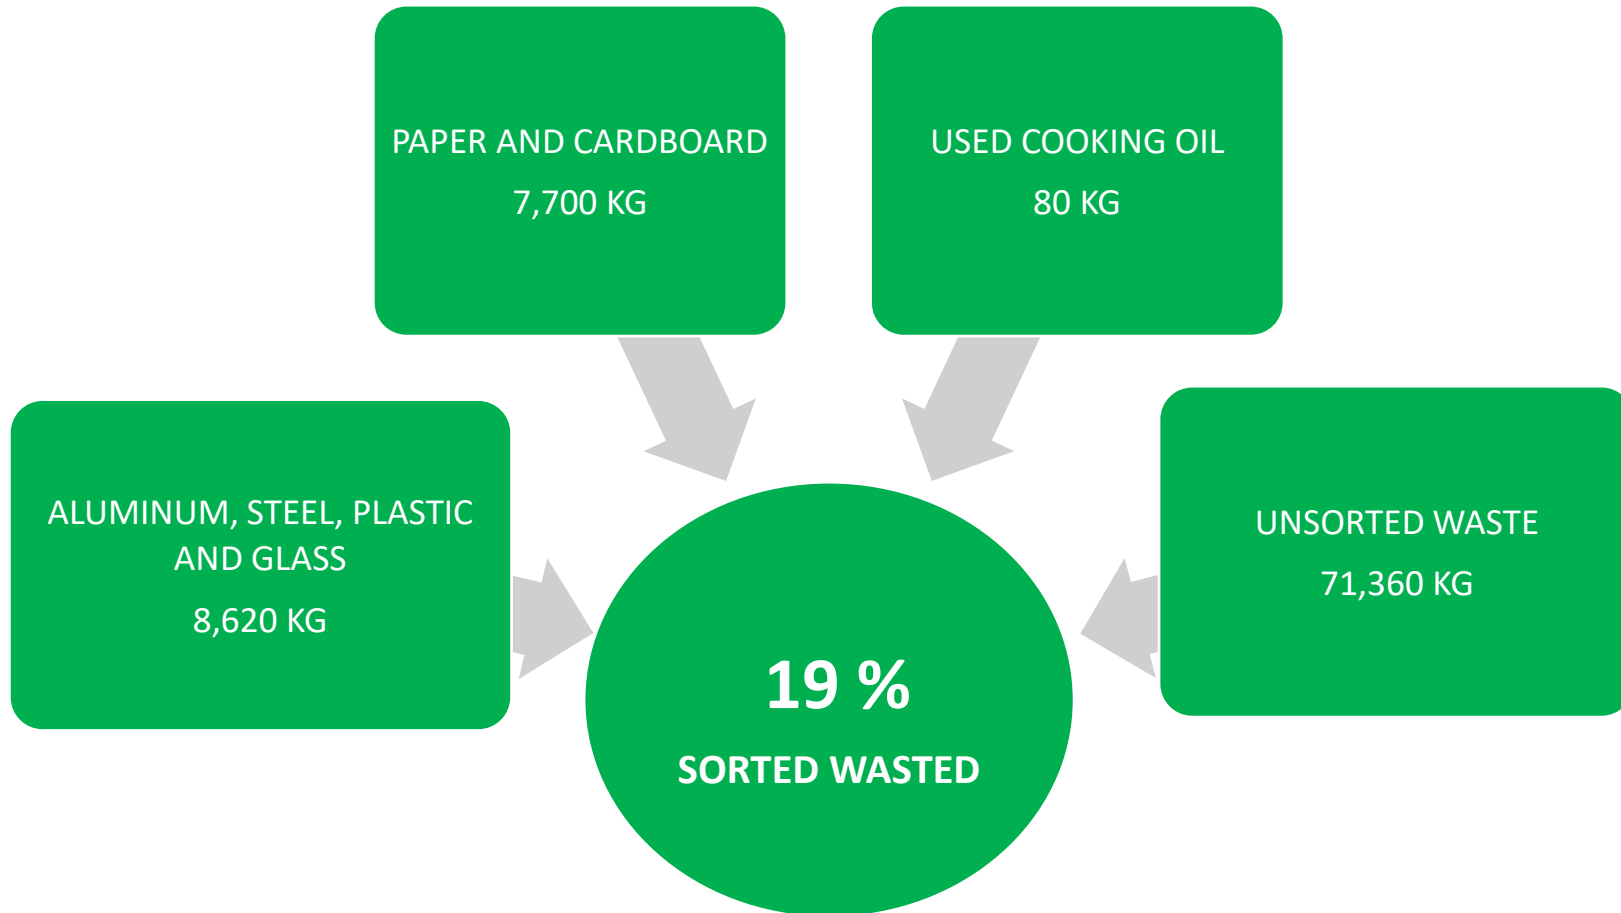 PAPER AND CARDBOARD
7,700 KG
USED COOKING OIL
80 KG
ALUMINUM, STEEL, PLASTIC
AND GLASS
8,620 KG
UNSORTED WASTE
71,360 KG
19 %
SORTED WASTED